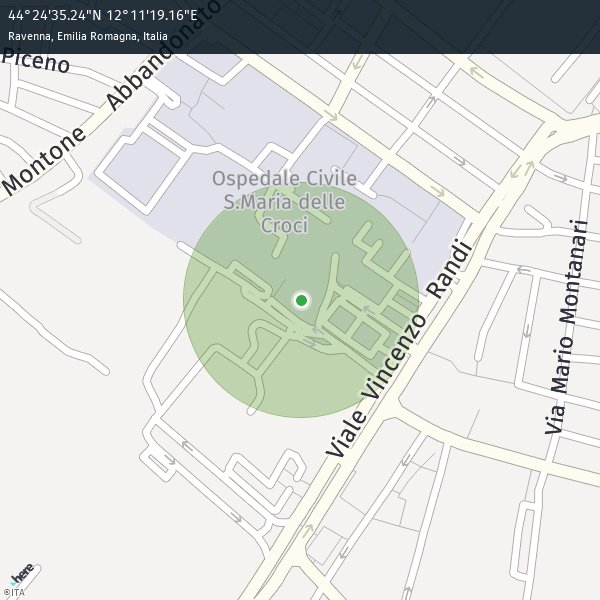 44°24'35.24"N 12°11'19.16"E
Ravenna, Emilia Romagna, Italia
Piceno
Montone Abbandonato
Ospedale Civile
S.Maria delle
Croci
Viale Vincenzo Randi
Via Mario Montanari
here
©ITA